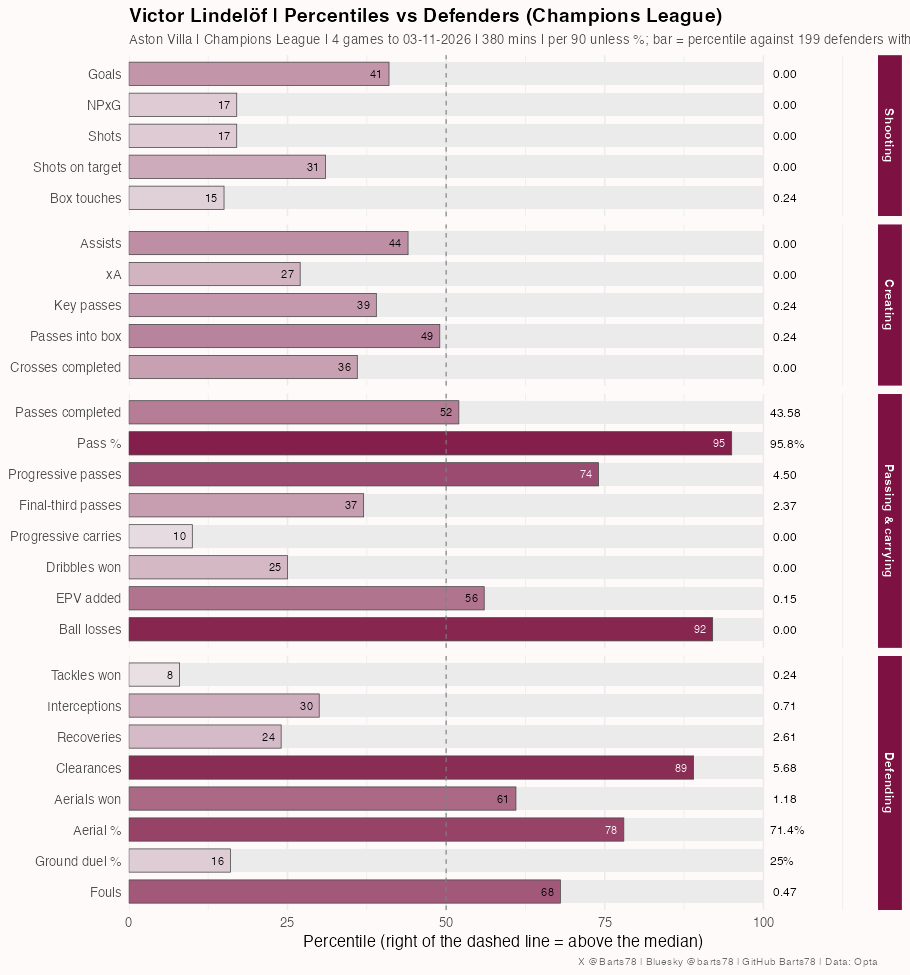 Victor Lindelöf | Percentiles vs Defenders (Champions League)
Aston Villa | Champions League | 4 games to 03-11-2026 | 380 mins | per 90 unless %; bar = percentile against 199 defenders with
Goals 41 0.00
NPxG 17 0.00
Shots 17 0.00
Shots on target 31 0.00
Box touches 15 0.24
Shooting
Assists 44 0.00
xA 27 0.00
Key passes 39 0.24
Passes into box 49 0.24
Crosses completed 36 0.00
Creating
Passes completed 52 43.58
Pass % 95 95.8%
Progressive passes 74 4.50
Final-third passes 37 2.37
Progressive carries 10 0.00
Dribbles won 25 0.00
EPV added 56 0.15
Ball losses 92 0.00
Passing & carrying
Tackles won 8 0.24
Interceptions 30 0.71
Recoveries 24 2.61
Clearances 89 5.68
Aerials won 61 1.18
Aerial % 78 71.4%
Ground duel % 16 25%
Fouls 68 0.47
Defending
0 25 50 75 100
Percentile (right of the dashed line = above the median)
X @Barts78 | Bluesky @barts78 | GitHub Barts78 | Data: Opta